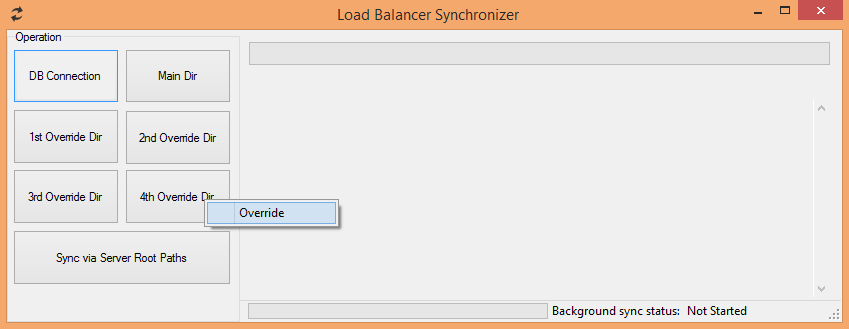 Load Balancer Synchronizer
Operation
DB Connection
Main Dir
1st Override Dir
2nd Override Dir
3rd Override Dir
4th Override Dir
Override
Sync via Server Root Paths
Background sync status: Not Started